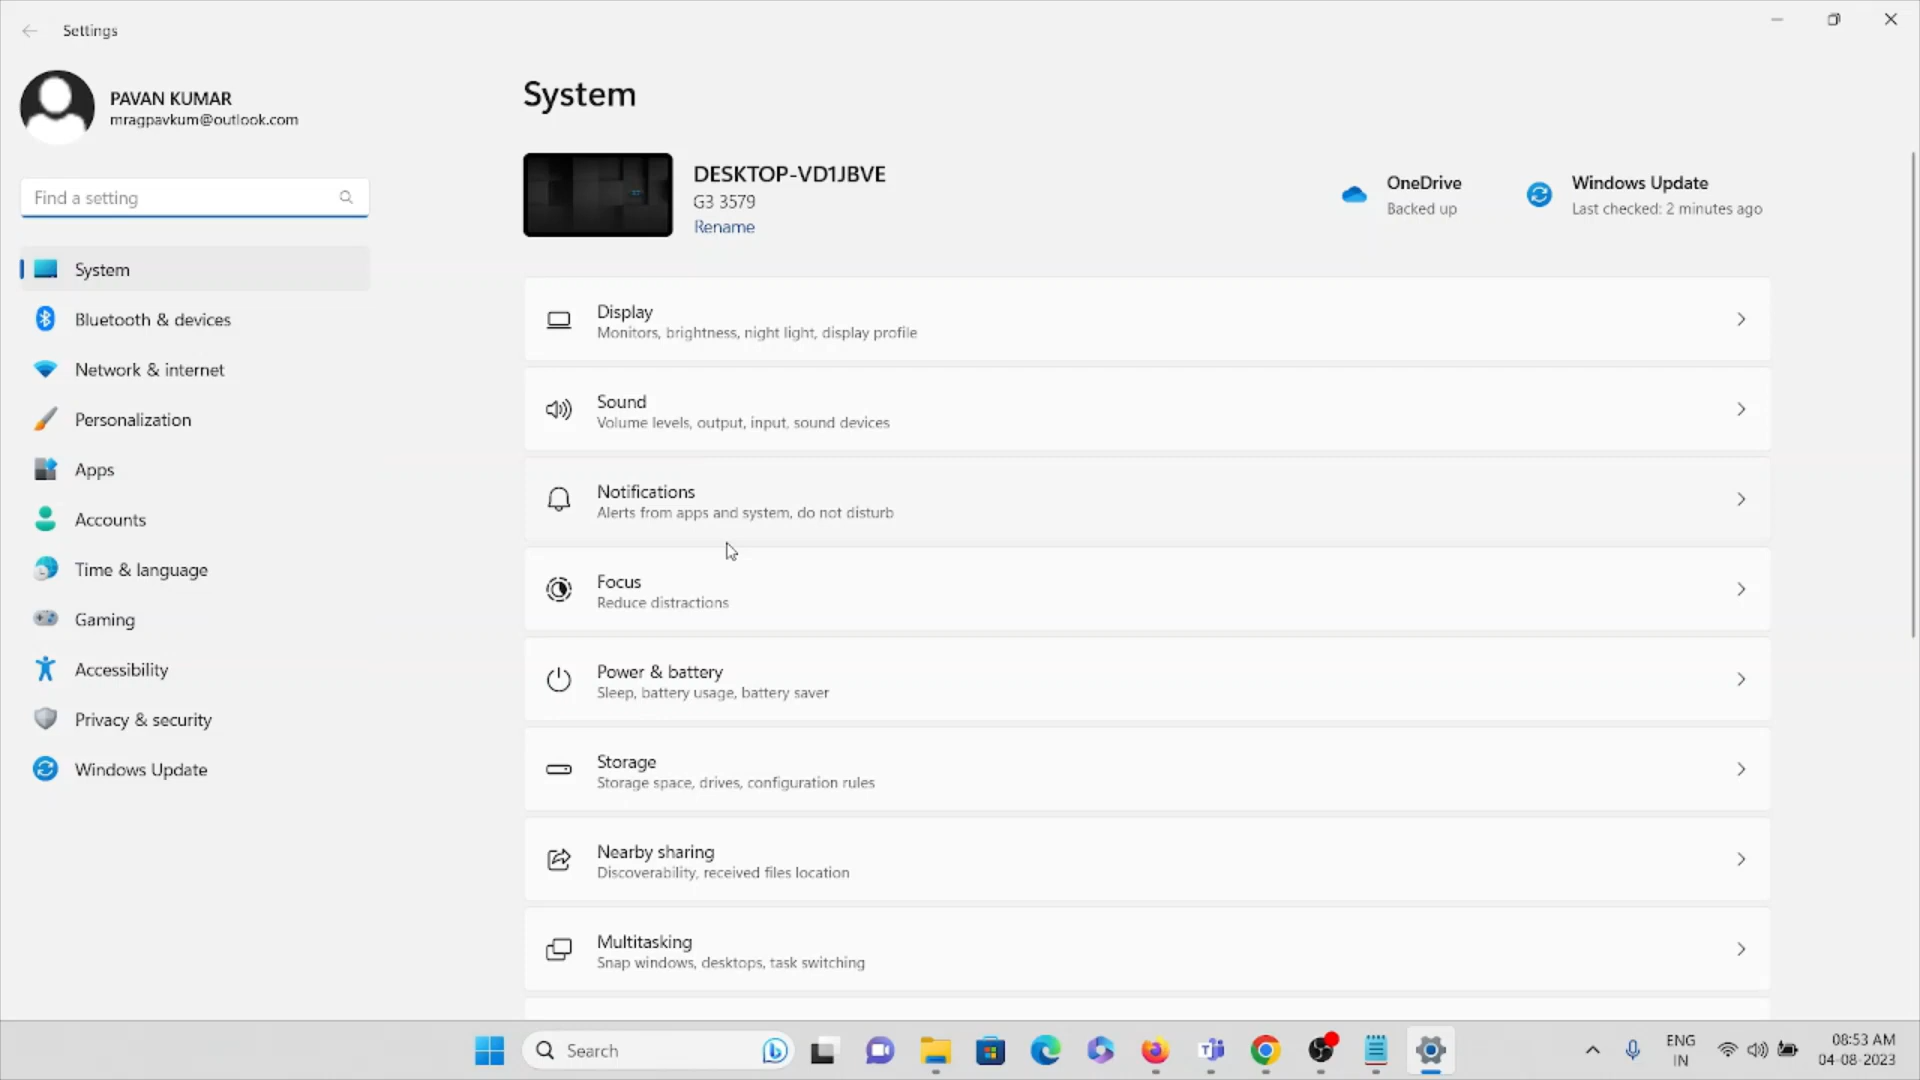 Settings
PAVAN KUMAR
mragpavkum@outlook.com
Find a setting
System
Bluetooth & devices
Network & internet
Personalization
Apps
Accounts
Time & language
Gaming
Accessibility
Privacy & security
Windows Update
System
DESKTOP-VD1JBVE
G3 3579
Rename
OneDrive
Backed up
Windows Update
Last checked: 2 minutes ago
Display
Monitors, brightness, night light, display profile
Sound
Volume levels, output, input, sound devices
Notifications
Alerts from apps and system, do not disturb
Focus
Reduce distractions
Power & battery
Sleep, battery usage, battery saver
Storage
Storage space, drives, configuration rules
Nearby sharing
Discoverability, received files location
Multitasking
Snap windows, desktops, task switching
Search
ENG
IN
08:53 AM
04-08-2023